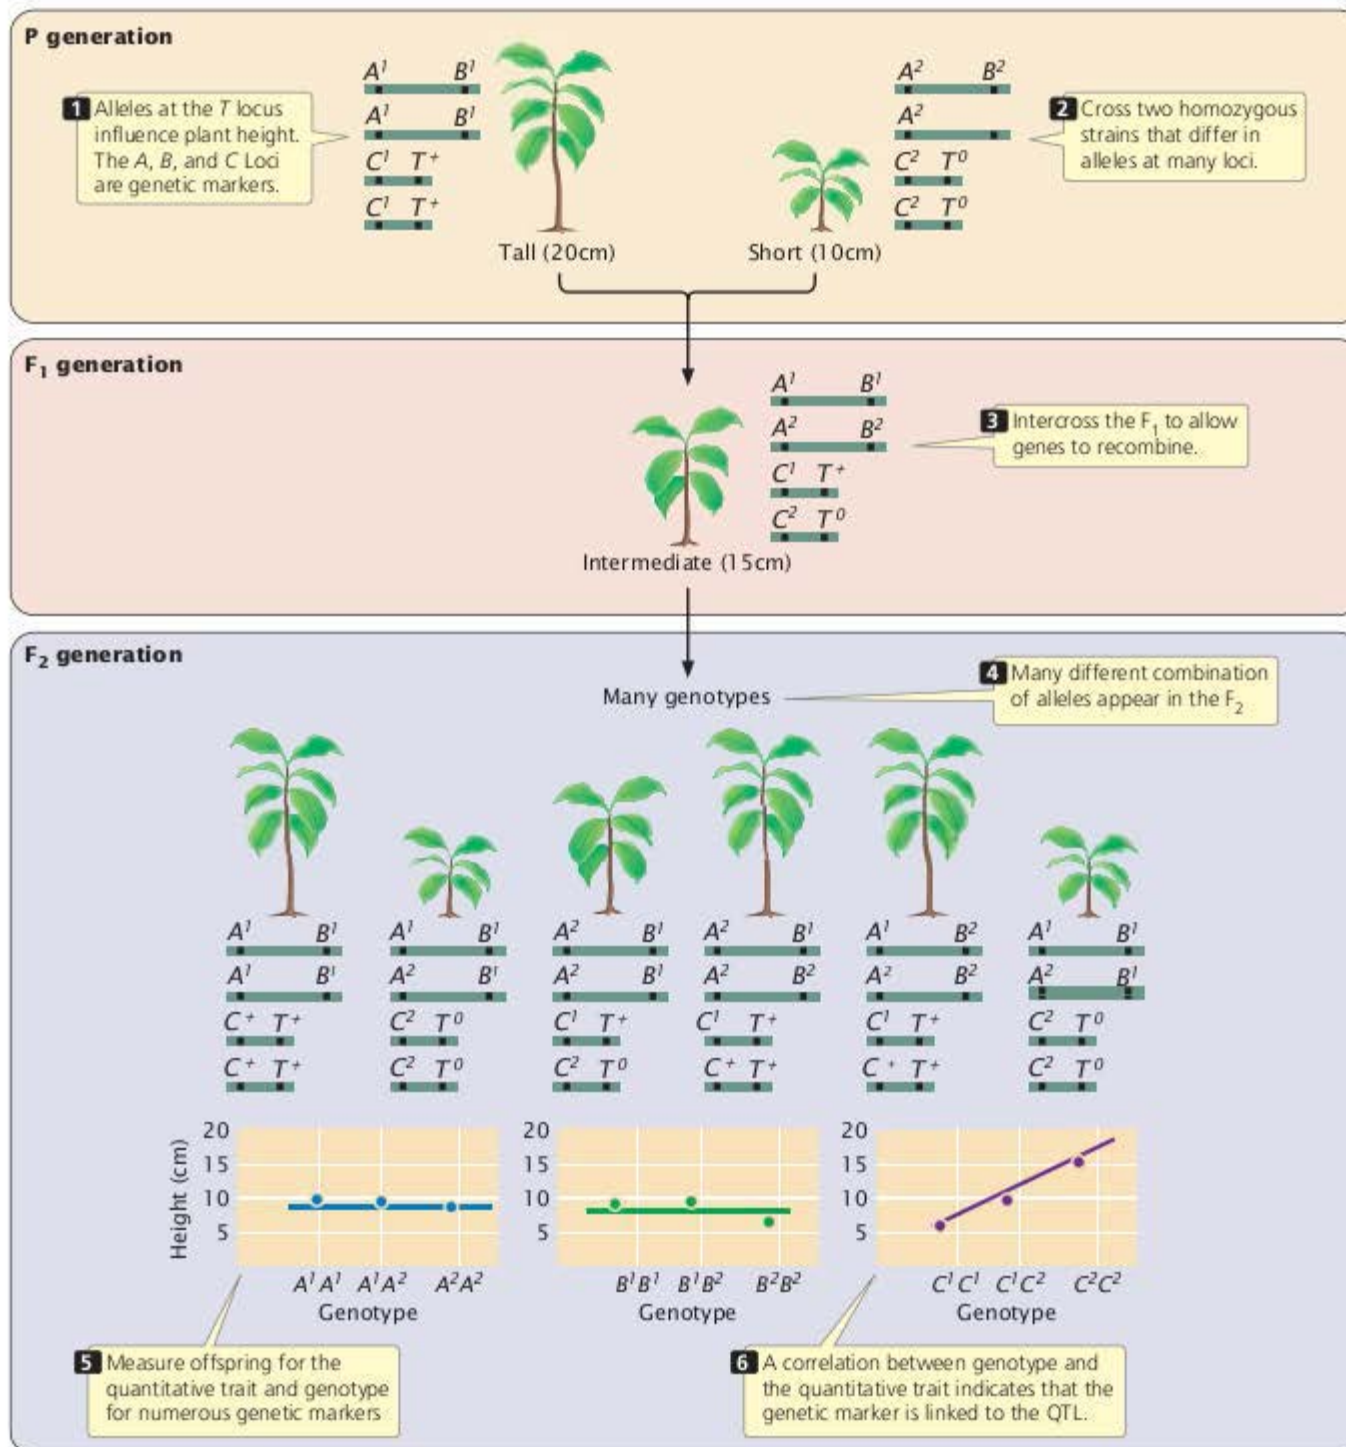 P generation
1 Alleles at the T locus
influence plant height.
The A, B, and C Loci
are genetic markers.
A¹ B¹
A¹ B¹
C¹ T⁺
C¹ T⁺
Tall (20cm)
A² B²
A²
C² T⁰
C² T⁰
Short (10cm)
2 Cross two homozygous
strains that differ in
alleles at many loci.
F₁ generation
A¹ B¹
A² B²
C¹ T⁺
C² T⁰
Intermediate (15cm)
3 Intercross the F₁ to allow
genes to recombine.
F₂ generation
Many genotypes
4 Many different combination
of alleles appear in the F₂
A¹ B¹
A¹ B¹
C⁺ T⁺
C⁺ T⁺
A¹ B¹
A² B¹
C² T⁰
C² T⁰
A² B¹
A² B¹
C¹ T⁺
C² T⁰
A² B¹
A² B²
C¹ T⁺
C⁺ T⁺
A¹ B²
A² B²
C¹ T⁺
C⁺ T⁺
A¹ B¹
A² B¹
C² T⁰
C² T⁰
Height (cm)
20
15
10
5
A¹A¹ A¹A² A²A²
Genotype
20
15
10
5
B¹B¹ B¹B² B²B²
Genotype
20
15
10
5
C¹C¹ C¹C² C²C²
Genotype
5 Measure offspring for the
quantitative trait and genotype
for numerous genetic markers
6 A correlation between genotype and
the quantitative trait indicates that the
genetic marker is linked to the QTL.